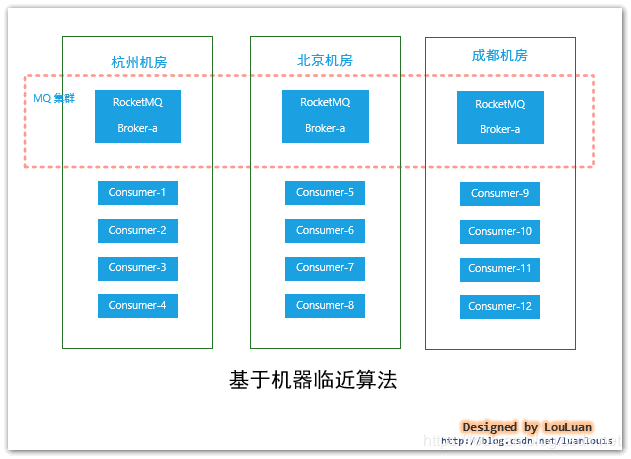 杭州机房
北京机房
成都机房
MQ 集群
RocketMQ
Broker-a
RocketMQ
Broker-a
RocketMQ
Broker-a
Consumer-1
Consumer-5
Consumer-9
Consumer-2
Consumer-6
Consumer-10
Consumer-3
Consumer-7
Consumer-11
Consumer-4
Consumer-8
Consumer-12
基于机器临近算法
Designed by LouLuan
http://blog.csdn.net/luanlouis